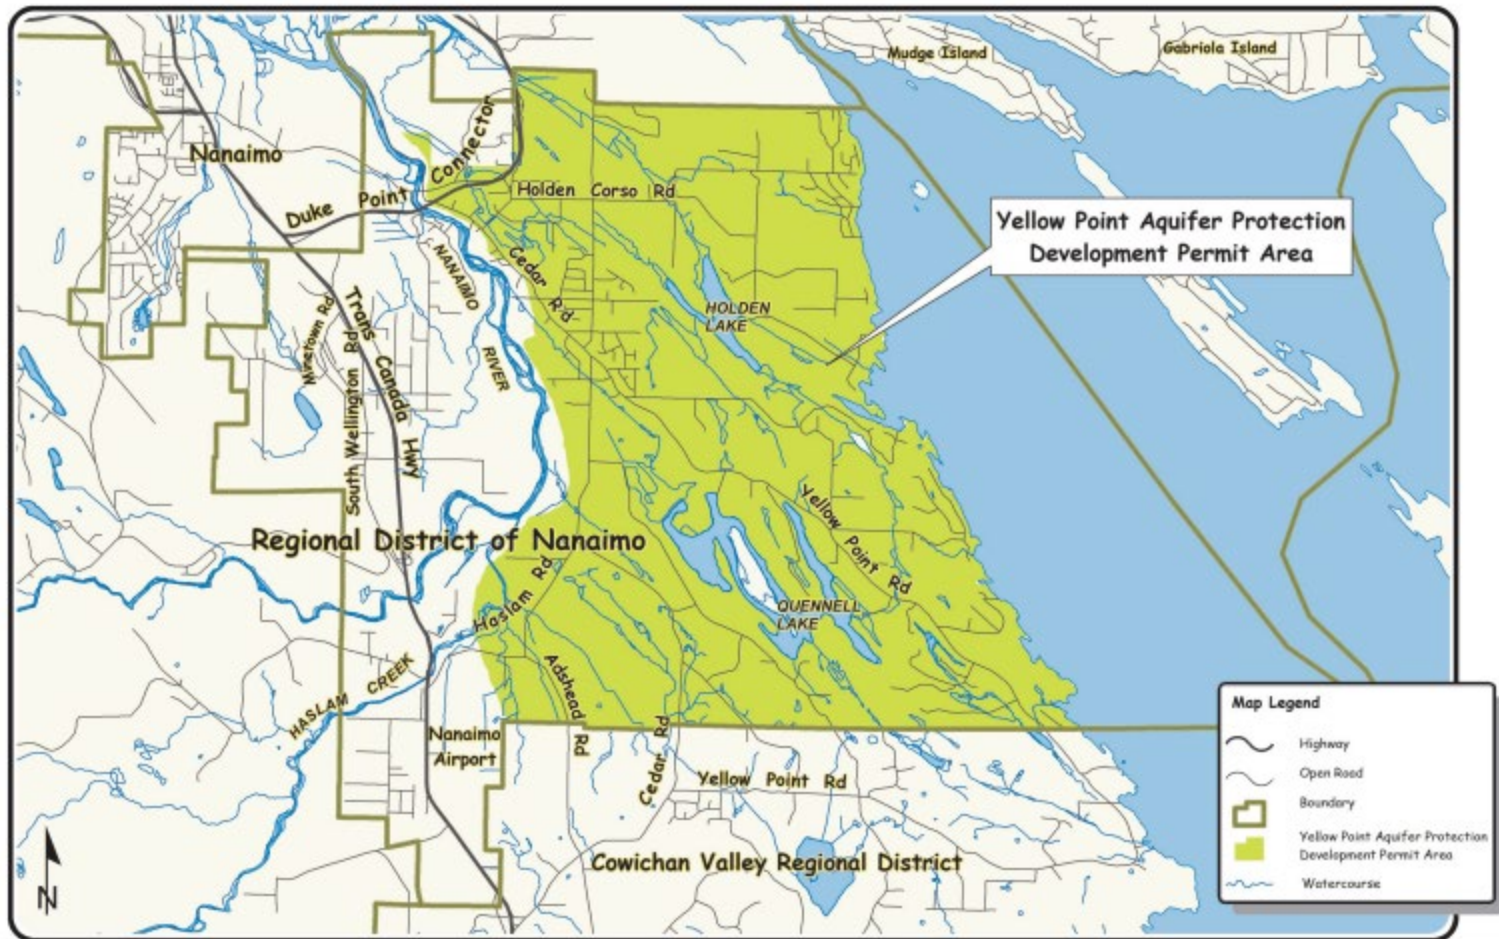 Mudge Island
Gabriola Island
Nanaimo
Duke Point Connector
Holden Corso Rd
Yellow Point Aquifer Protection
Development Permit Area
Cedar Rd
NANAIMO RIVER
HOLDEN
LAKE
Minetown Rd
South Wellington Rd
Trans Canada Hwy
Yellow Point Rd
Regional District of Nanaimo
Haslam Rd
QUENNELL
LAKE
HASLAM CREEK
Adshead Rd
Nanaimo
Airport
Cedar Rd
Yellow Point Rd
Cowichan Valley Regional District
N
Map Legend
Highway
Open Road
Boundary
Yellow Point Aquifer Protection
Development Permit Area
Watercourse